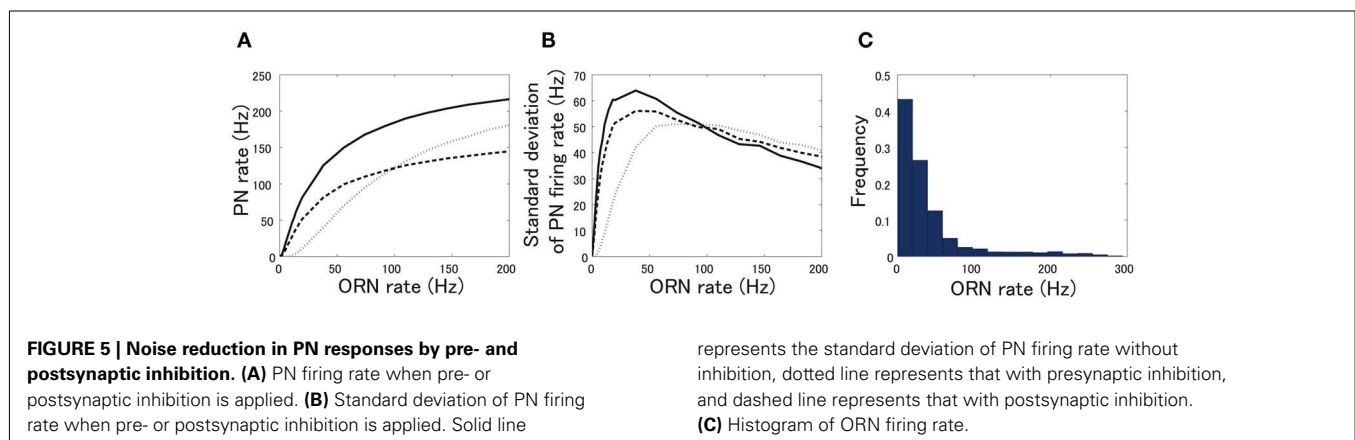 A
B
C
PN rate (Hz)
250
200
150
100
50
0
0
50
100
150
200
ORN rate (Hz)
Standard deviation
of PN firing rate (Hz)
70
60
50
40
30
20
10
0
0
50
100
150
200
ORN rate (Hz)
Frequency
0.5
0.4
0.3
0.2
0.1
0
0
100
200
300
ORN rate (Hz)
FIGURE 5 | Noise reduction in PN responses by pre- and
postsynaptic inhibition. (A) PN firing rate when pre- or
postsynaptic inhibition is applied. (B) Standard deviation of PN firing
rate when pre- or postsynaptic inhibition is applied. Solid line
represents the standard deviation of PN firing rate without
inhibition, dotted line represents that with presynaptic inhibition,
and dashed line represents that with postsynaptic inhibition.
(C) Histogram of ORN firing rate.